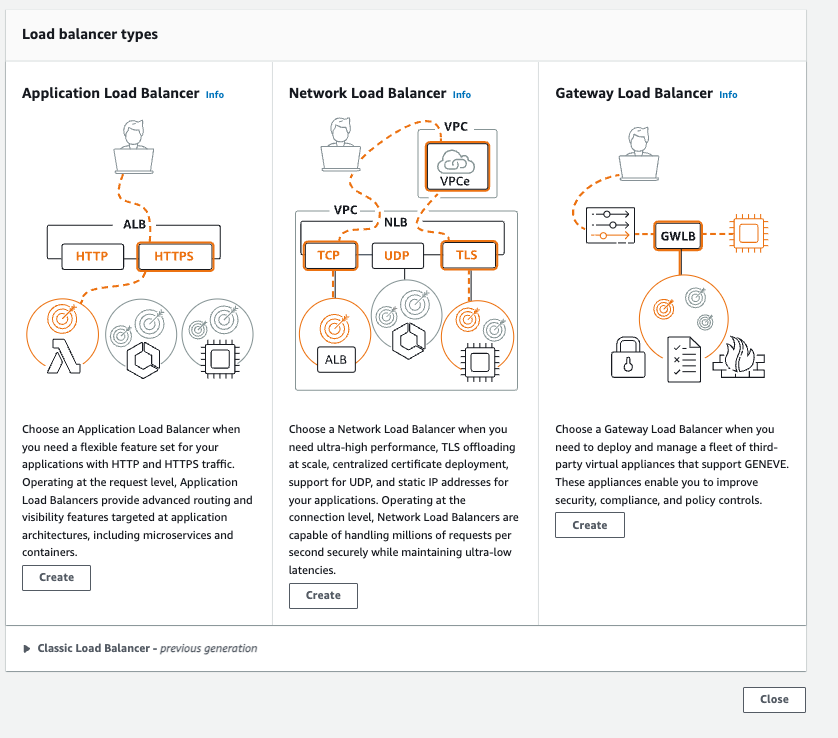 Load balancer types
Application Load Balancer Info
ALB
HTTP
HTTPS
Choose an Application Load Balancer when
you need a flexible feature set for your
applications with HTTP and HTTPS traffic.
Operating at the request level, Application
Load Balancers provide advanced routing and
visibility features targeted at application
architectures, including microservices and
containers.
Create
Network Load Balancer Info
VPC
VPCe
VPC
NLB
TCP
UDP
TLS
ALB
Choose a Network Load Balancer when you
need ultra-high performance, TLS offloading
at scale, centralized certificate deployment,
support for UDP, and static IP addresses for
your applications. Operating at the
connection level, Network Load Balancers are
capable of handling millions of requests per
second securely while maintaining ultra-low
latencies.
Create
Gateway Load Balancer Info
GWLB
Choose a Gateway Load Balancer when you
need to deploy and manage a fleet of third-
party virtual appliances that support GENEVE.
These appliances enable you to improve
security, compliance, and policy controls.
Create
Classic Load Balancer - previous generation
Close